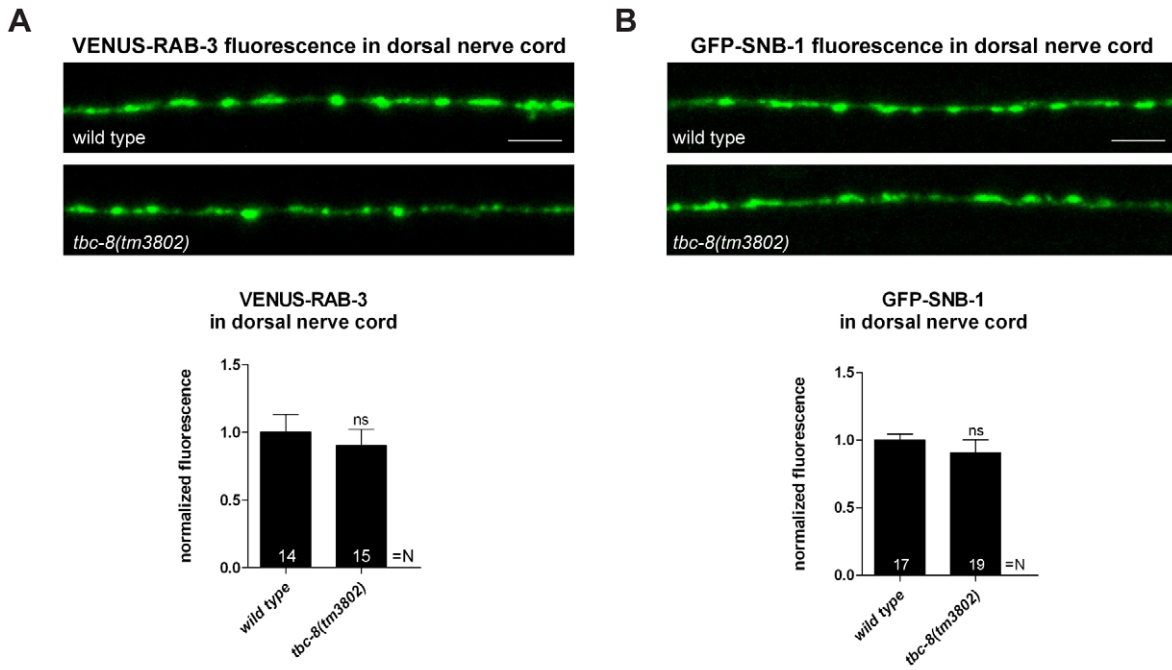 A
VENUS-RAB-3 fluorescence in dorsal nerve cord
wild type
tbc-8(tm3802)
VENUS-RAB-3
in dorsal nerve cord
normalized fluorescence
1.5
1.0
0.5
0.0
ns
14
15
=N
wild type
tbc-8(tm3802)
B
GFP-SNB-1 fluorescence in dorsal nerve cord
wild type
tbc-8(tm3802)
GFP-SNB-1
in dorsal nerve cord
normalized fluorescence
1.5
1.0
0.5
0.0
ns
17
19
=N
wild type
tbc-8(tm3802)